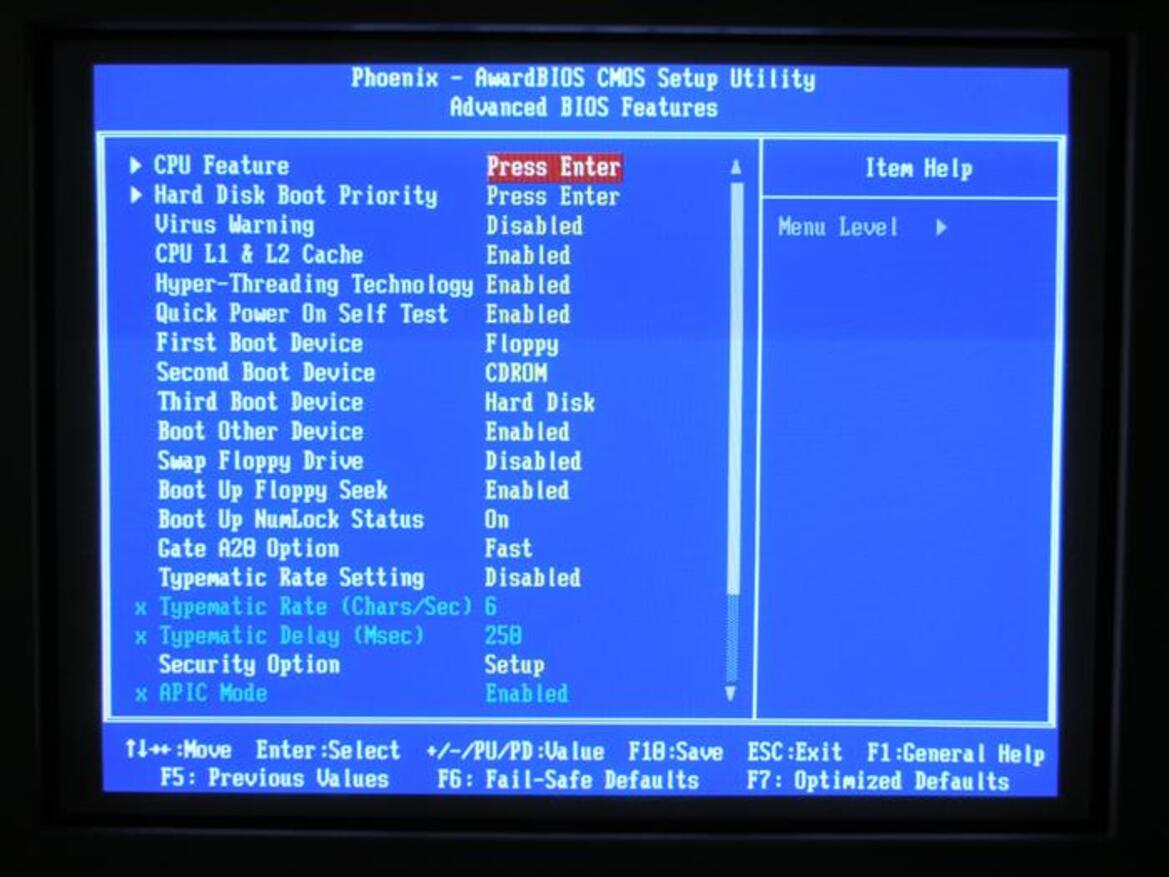 Phoenix - AwardBIOS CMOS Setup Utility
Advanced BIOS Features
CPU Feature Press Enter
Hard Disk Boot Priority Press Enter
Virus Warning Disabled
CPU L1 & L2 Cache Enabled
Hyper-Threading Technology Enabled
Quick Power On Self Test Enabled
First Boot Device Floppy
Second Boot Device CDROM
Third Boot Device Hard Disk
Boot Other Device Enabled
Swap Floppy Drive Disabled
Boot Up Floppy Seek Enabled
Boot Up NumLock Status On
Gate A20 Option Fast
Typematic Rate Setting Disabled
x Typematic Rate (Chars/Sec) 6
x Typematic Delay (Msec) 250
Security Option Setup
x APIC Mode Enabled
Item Help
Menu Level
↑↓→←:Move Enter:Select +/-/PU/PD:Value F10:Save ESC:Exit F1:General Help
F5: Previous Values F6: Fail-Safe Defaults F7: Optimized Defaults